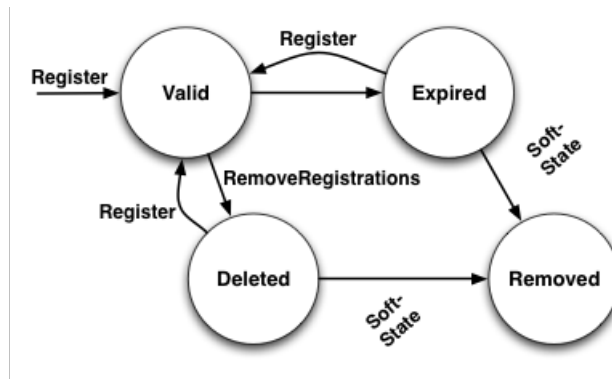 Register
Register
Valid
Expired
Soft-
State
RemoveRegistrations
Register
Deleted
Removed
Soft-
State